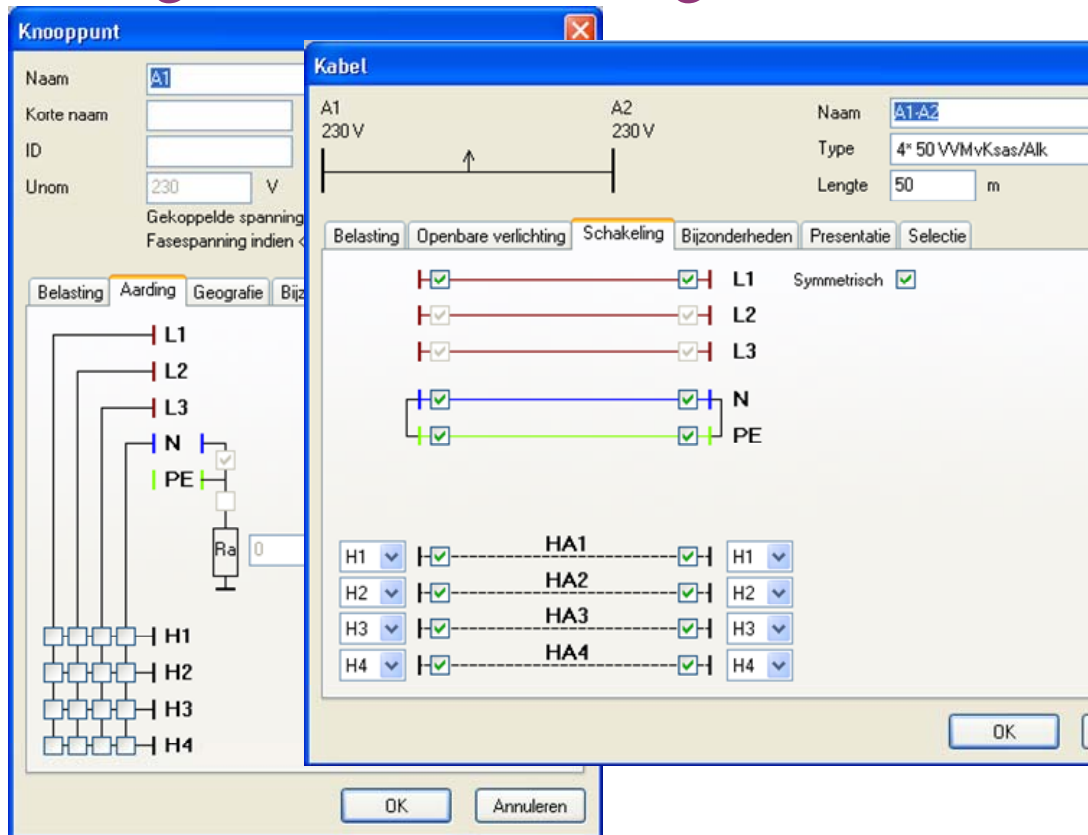 Knooppunt
Naam A1
Korte naam
ID
Unom 230 V
Gekoppelde spanning
Fasespanning indien <
Belasting Aarding Geografie Bijz
L1
L2
L3
N
PE
Ra 0
H1
H2
H3
H4
OK Annuleren
Kabel
A1 A2
230 V 230 V
Naam A1-A2
Type 4* 50 VVMvKsas/Alk
Lengte 50 m
Belasting Openbare verlichting Schakeling Bijzonderheden Presentatie Selectie
L1 Symmetrisch
L2
L3
N
PE
H1 HA1 H1
H2 HA2 H2
H3 HA3 H3
H4 HA4 H4
OK